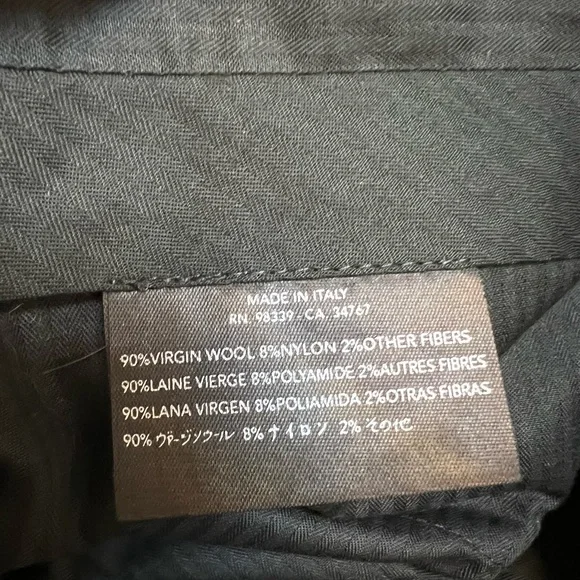 MADE IN ITALY
RN. 98339 - CA. 34767
90%VIRGIN WOOL 8%NYLON 2%OTHER FIBERS
90%LAINE VIERGE 8%POLYAMIDE 2%AUTRES FIBRES
90%LANA VIRGEN 8%POLIAMIDA 2%OTRAS FIBRAS
90% ヴァージンウール 8% ナイロン 2% その他